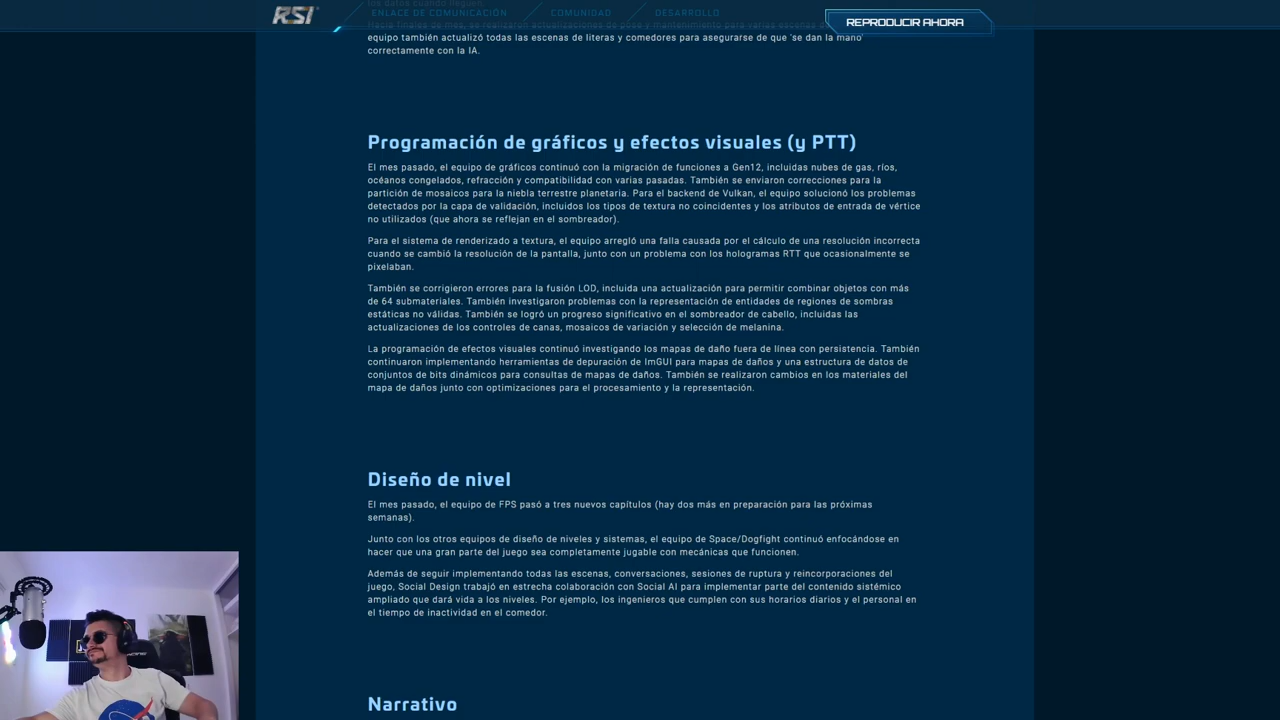 los datos cuando lleguen.
RSI
ENLACE DE COMUNICACIÓN
COMUNIDAD
DESARROLLO
REPRODUCIR AHORA
Hacia finales de mes, se realizaron actualizaciones de pose y mantenimiento para varias escenas
equipo también actualizó todas las escenas de literas y comedores para asegurarse de que 'se dan la mano'
correctamente con la IA.
Programación de gráficos y efectos visuales (y PTT)
El mes pasado, el equipo de gráficos continuó con la migración de funciones a Gen12, incluidas nubes de gas, ríos,
océanos congelados, refracción y compatibilidad con varias pasadas. También se enviaron correcciones para la
partición de mosaicos para la niebla terrestre planetaria. Para el backend de Vulkan, el equipo solucionó los problemas
detectados por la capa de validación, incluidos los tipos de textura no coincidentes y los atributos de entrada de vértice
no utilizados (que ahora se reflejan en el sombreador).
Para el sistema de renderizado a textura, el equipo arregló una falla causada por el cálculo de una resolución incorrecta
cuando se cambió la resolución de la pantalla, junto con un problema con los hologramas RTT que ocasionalmente se
pixelaban.
También se corrigieron errores para la fusión LOD, incluida una actualización para permitir combinar objetos con más
de 64 submateriales. También investigaron problemas con la representación de entidades de regiones de sombras
estáticas no válidas. También se logró un progreso significativo en el sombreador de cabello, incluidas las
actualizaciones de los controles de canas, mosaicos de variación y selección de melanina.
La programación de efectos visuales continuó investigando los mapas de daño fuera de línea con persistencia. También
continuaron implementando herramientas de depuración de ImGUI para mapas de daños y una estructura de datos de
conjuntos de bits dinámicos para consultas de mapas de daños. También se realizaron cambios en los materiales del
mapa de daños junto con optimizaciones para el procesamiento y la representación.
Diseño de nivel
El mes pasado, el equipo de FPS pasó a tres nuevos capítulos (hay dos más en preparación para las próximas
semanas).
Junto con los otros equipos de diseño de niveles y sistemas, el equipo de Space/Dogfight continuó enfocándose en
hacer que una gran parte del juego sea completamente jugable con mecánicas que funcionen.
Además de seguir implementando todas las escenas, conversaciones, sesiones de ruptura y reincorporaciones del
juego, Social Design trabajó en estrecha colaboración con Social AI para implementar parte del contenido sistémico
ampliado que dará vida a los niveles. Por ejemplo, los ingenieros que cumplen con sus horarios diarios y el personal en
el tiempo de inactividad en el comedor.
Narrativo